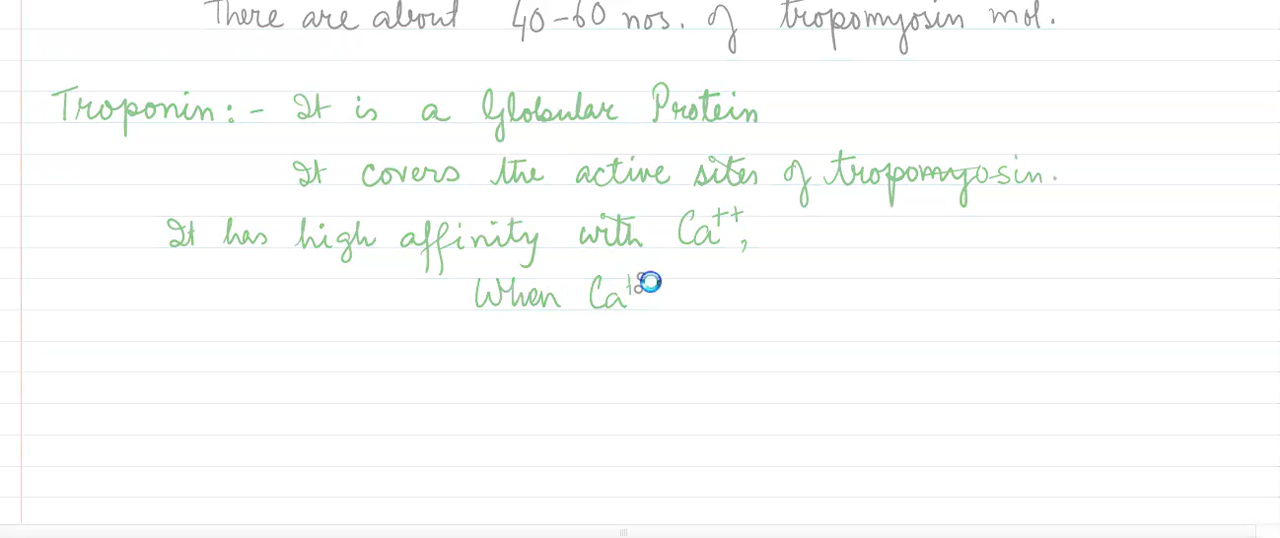 There are about 40-60 nos. of tropomyosin mol.
Troponin:- It is a Globular Protein
It covers the active sites of tropomyosin.
It has high affinity with Ca++,
When Ca+